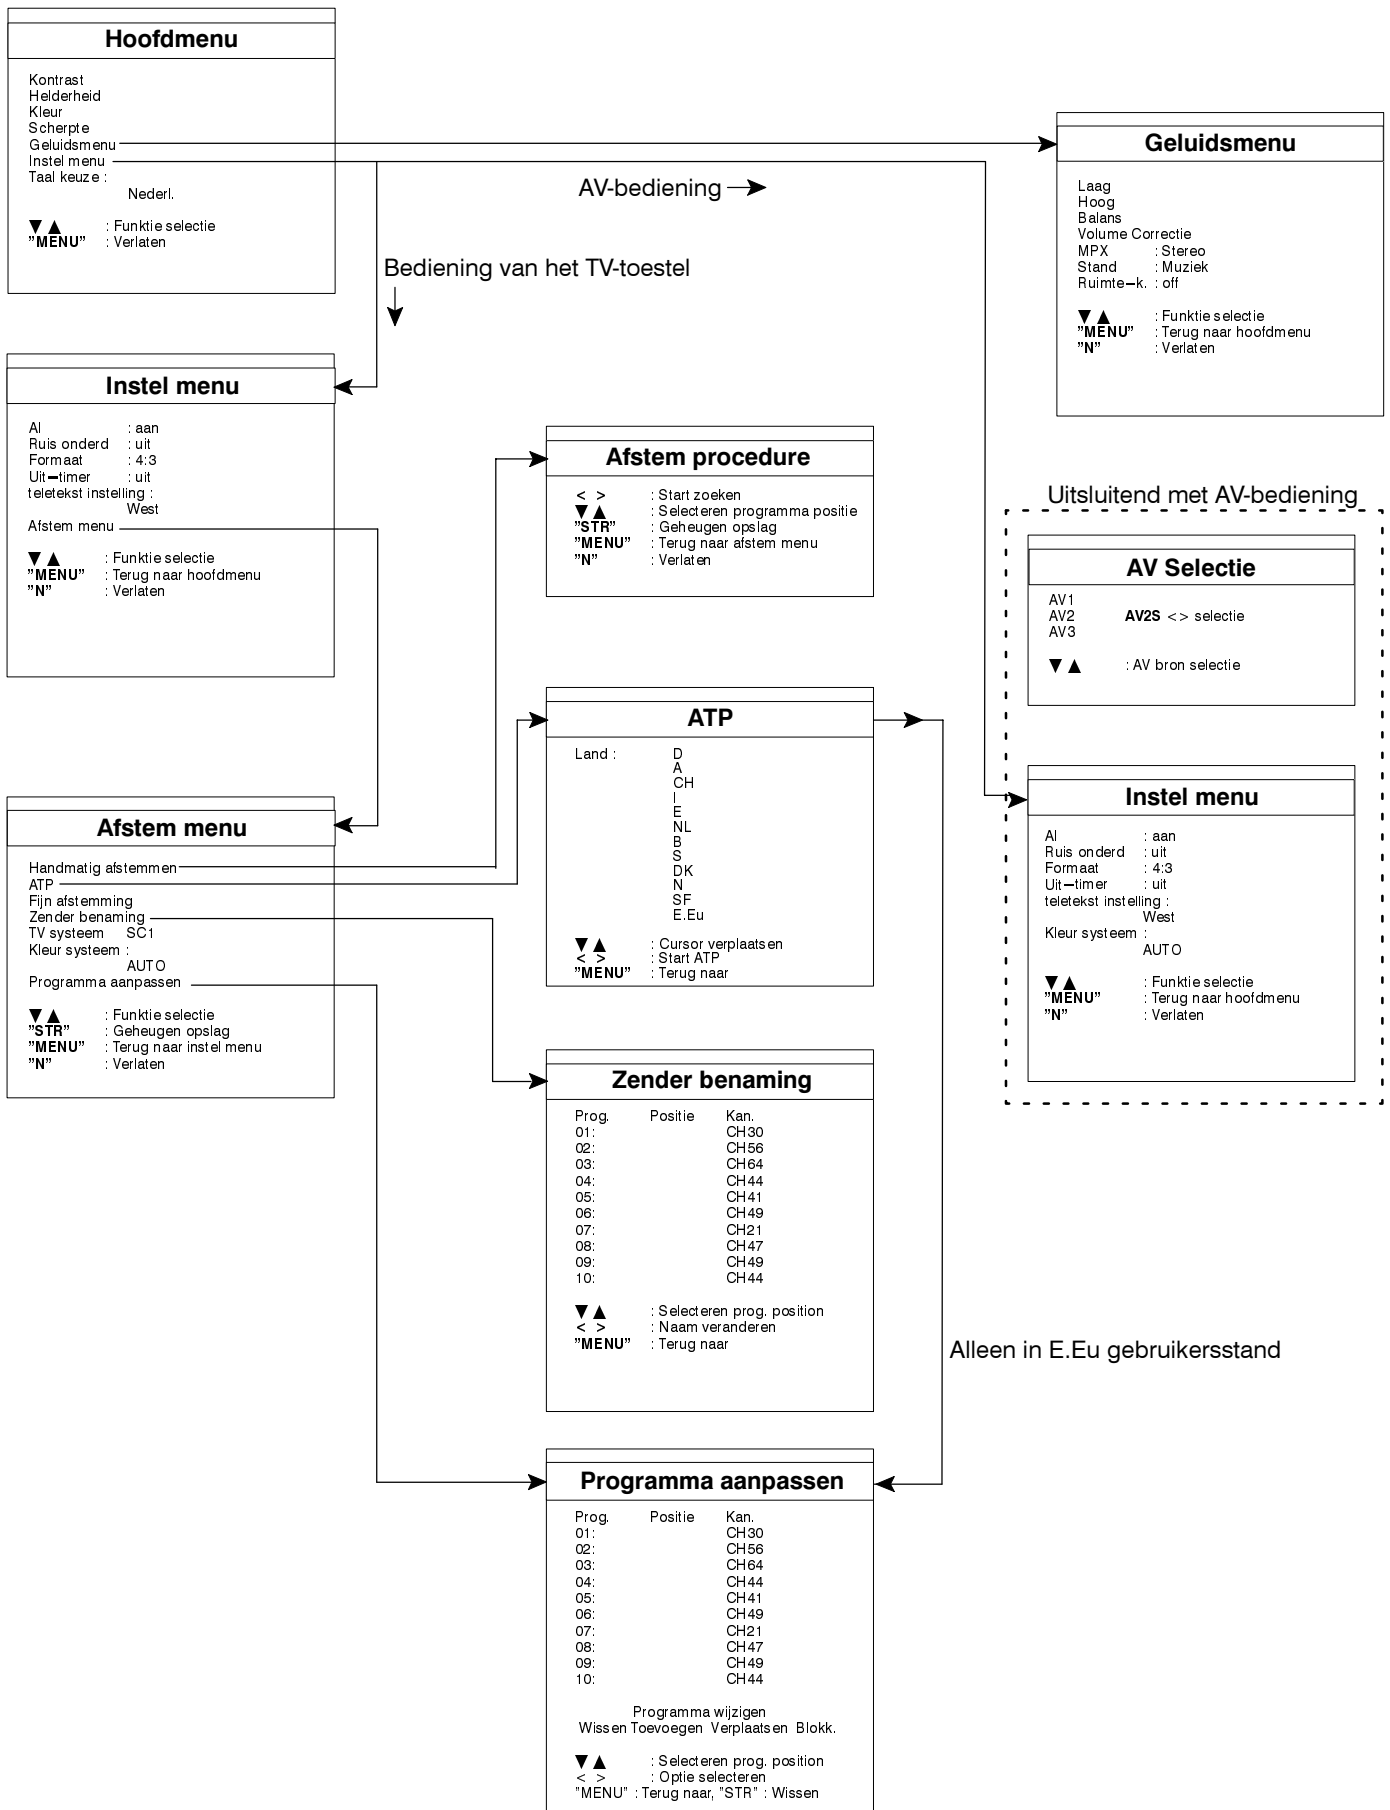 Hoofdmenu
Kontrast
Helderheid
Kleur
Scherpte
Geluidsmenu
Instel menu
Taal keuze :
Nederl.
▼ ▲ : Funktie selectie
"MENU" : Verlaten
AV-bediening
Bediening van het TV-toestel
Geluidsmenu
Laag
Hoog
Balans
Volume Correctie
MPX : Stereo
Stand : Muziek
Ruimte-k. : off
▼ ▲ : Funktie selectie
"MENU" : Terug naar hoofdmenu
"N" : Verlaten
Instel menu
AI : aan
Ruis onderd : uit
Formaat : 4:3
Uit-timer : uit
teletekst instelling :
West
Afstem menu
▼ ▲ : Funktie selectie
"MENU" : Terug naar hoofdmenu
"N" : Verlaten
Afstem procedure
< > : Start zoeken
▼ ▲ : Selecteren programma positie
"STR" : Geheugen opslag
"MENU" : Terug naar afstem menu
"N" : Verlaten
Uitsluitend met AV-bediening
AV Selectie
AV1
AV2 AV2S <> selectie
AV3
▼ ▲ : AV bron selectie
Instel menu
AI : aan
Ruis onderd : uit
Formaat : 4:3
Uit-timer : uit
teletekst instelling :
West
Kleur systeem :
AUTO
▼ ▲ : Funktie selectie
"MENU" : Terug naar hoofdmenu
"N" : Verlaten
ATP
Land : D
A
CH
I
E
NL
B
S
DK
N
SF
E.Eu
▼ ▲ : Cursor verplaatsen
< > : Start ATP
"MENU" : Terug naar
Afstem menu
Handmatig afstemmen
ATP
Fijn afstemming
Zender benaming
TV systeem SC1
Kleur systeem :
AUTO
Programma aanpassen
▼ ▲ : Funktie selectie
"STR" : Geheugen opslag
"MENU" : Terug naar instel menu
"N" : Verlaten
Zender benaming
Prog. Positie Kan.
01: CH30
02: CH56
03: CH64
04: CH44
05: CH41
06: CH49
07: CH21
08: CH47
09: CH49
10: CH44
▼ ▲ : Selecteren prog. position
< > : Naam veranderen
"MENU" : Terug naar
Alleen in E.Eu gebruikersstand
Programma aanpassen
Prog. Positie Kan.
01: CH30
02: CH56
03: CH64
04: CH44
05: CH41
06: CH49
07: CH21
08: CH47
09: CH49
10: CH44
Programma wijzigen
Wissen Toevoegen Verplaatsen Blokk.
▼ ▲ : Selecteren prog. position
< > : Optie selecteren
"MENU" : Terug naar, "STR" : Wissen